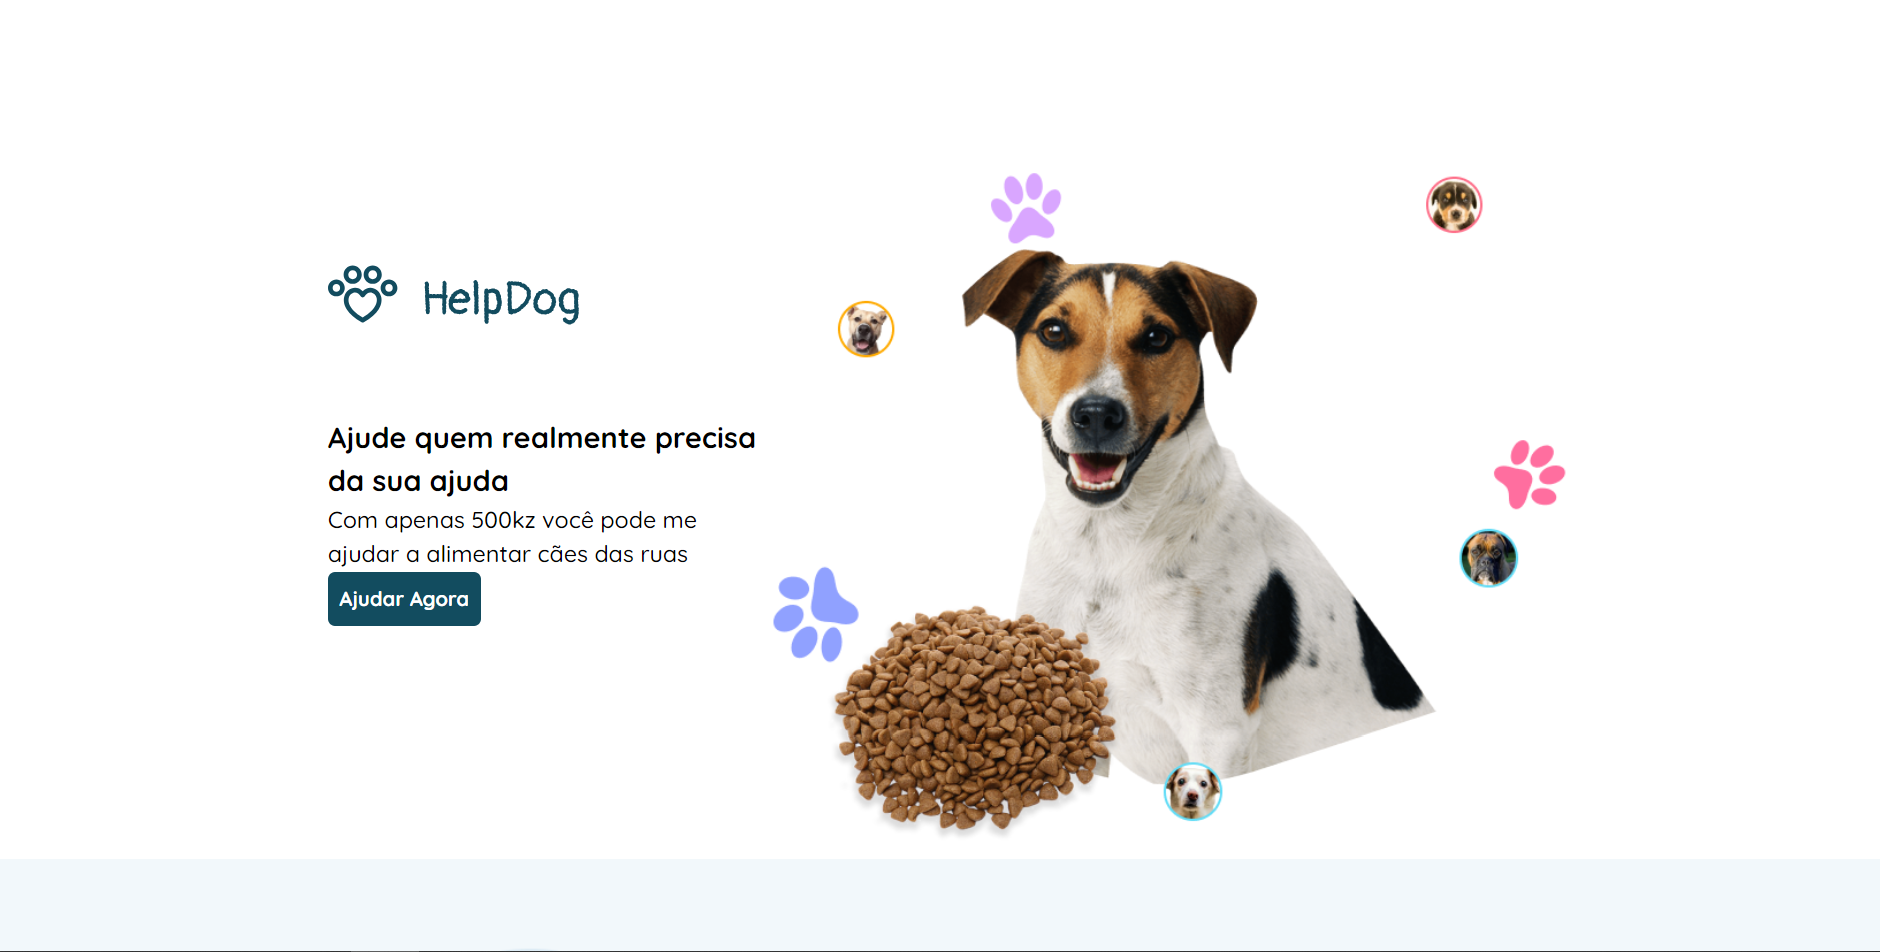 HelpDog
Ajude quem realmente precisa
da sua ajuda
Com apenas 500kz você pode me
ajudar a alimentar cães das ruas
Ajudar Agora